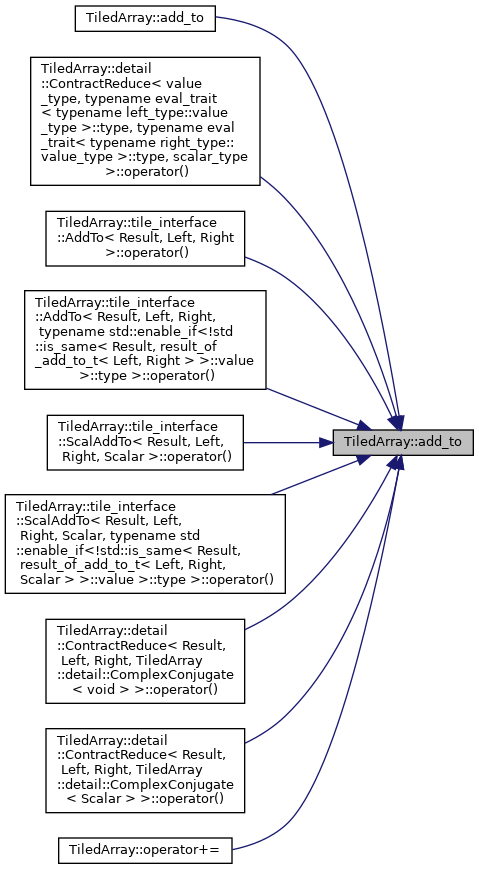 TiledArray::add_to
TiledArray::detail
::ContractReduce< value
_type, typename eval_trait
< typename left_type::value
_type >::type, typename eval
_trait< typename right_type::
value_type >::type, scalar_type
>::operator()
TiledArray::tile_interface
::AddTo< Result, Left, Right
>::operator()
TiledArray::tile_interface
::AddTo< Result, Left, Right,
typename std::enable_if<!std
::is_same< Result, result_of
_add_to_t< Left, Right > >::value
>::type >::operator()
TiledArray::tile_interface
::ScalAddTo< Result, Left,
Right, Scalar >::operator()
TiledArray::add_to
TiledArray::tile_interface
::ScalAddTo< Result, Left,
Right, Scalar, typename std
::enable_if<!std::is_same< Result,
result_of_add_to_t< Left, Right,
Scalar > >::value >::type >::operator()
TiledArray::detail
::ContractReduce< Result,
Left, Right, TiledArray
::detail::ComplexConjugate
< void > >::operator()
TiledArray::detail
::ContractReduce< Result,
Left, Right, TiledArray
::detail::ComplexConjugate
< Scalar > >::operator()
TiledArray::operator+=